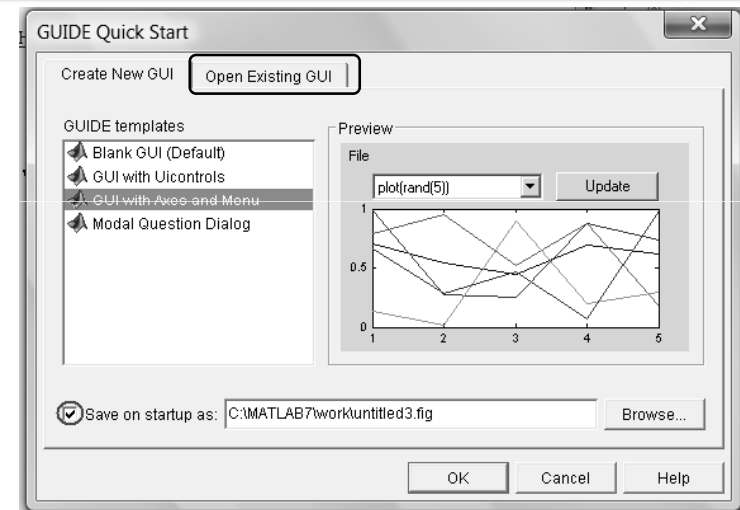 GUIDE Quick Start
Create New GUI
Open Existing GUI
GUIDE templates
Blank GUI (Default)
GUI with Uicontrols
GUI with Axes and Menu
Modal Question Dialog
Preview
File
plot(rand(5))
Update
1
0.5
0
1 2 3 4 5
Save on startup as:
C:\MATLAB7\work\untitled3.fig
Browse...
OK
Cancel
Help